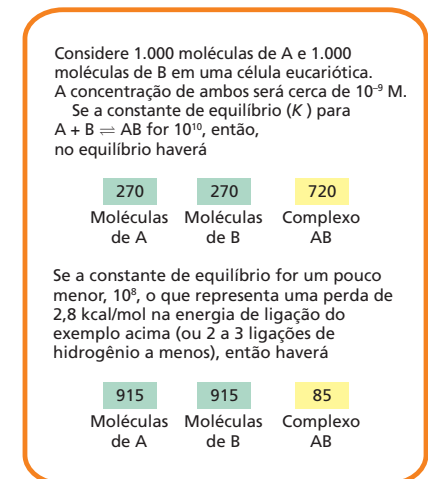 Considere 1.000 moléculas de A e 1.000
moléculas de B em uma célula eucariótica.
A concentração de ambos será cerca de 10⁻⁹ M.
Se a constante de equilíbrio (K ) para
A + B ⇌ AB for 10¹⁰, então,
no equilíbrio haverá
270 270 720
Moléculas Moléculas Complexo
de A de B AB
Se a constante de equilíbrio for um pouco
menor, 10⁸, o que representa uma perda de
2,8 kcal/mol na energia de ligação do
exemplo acima (ou 2 a 3 ligações de
hidrogênio a menos), então haverá
915 915 85
Moléculas Moléculas Complexo
de A de B AB